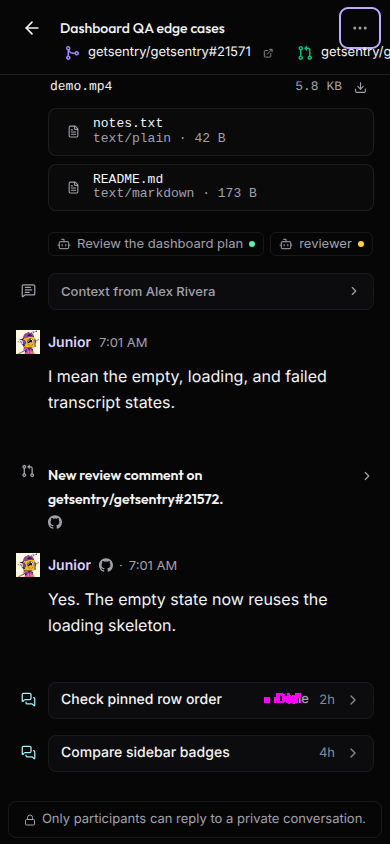 Dashboard QA edge cases
getsentry/getsentry#21571
getsentry/g
demo.mp4
5.8 KB
notes.txt
text/plain · 42 B
README.md
text/markdown · 173 B
Review the dashboard plan
reviewer
Context from Alex Rivera
Junior 7:01 AM
I mean the empty, loading, and failed
transcript states.
New review comment on
getsentry/getsentry#21572.
Junior · 7:01 AM
Yes. The empty state now reuses the
loading skeleton.
Check pinned row order
2h
Compare sidebar badges
4h
Only participants can reply to a private conversation.